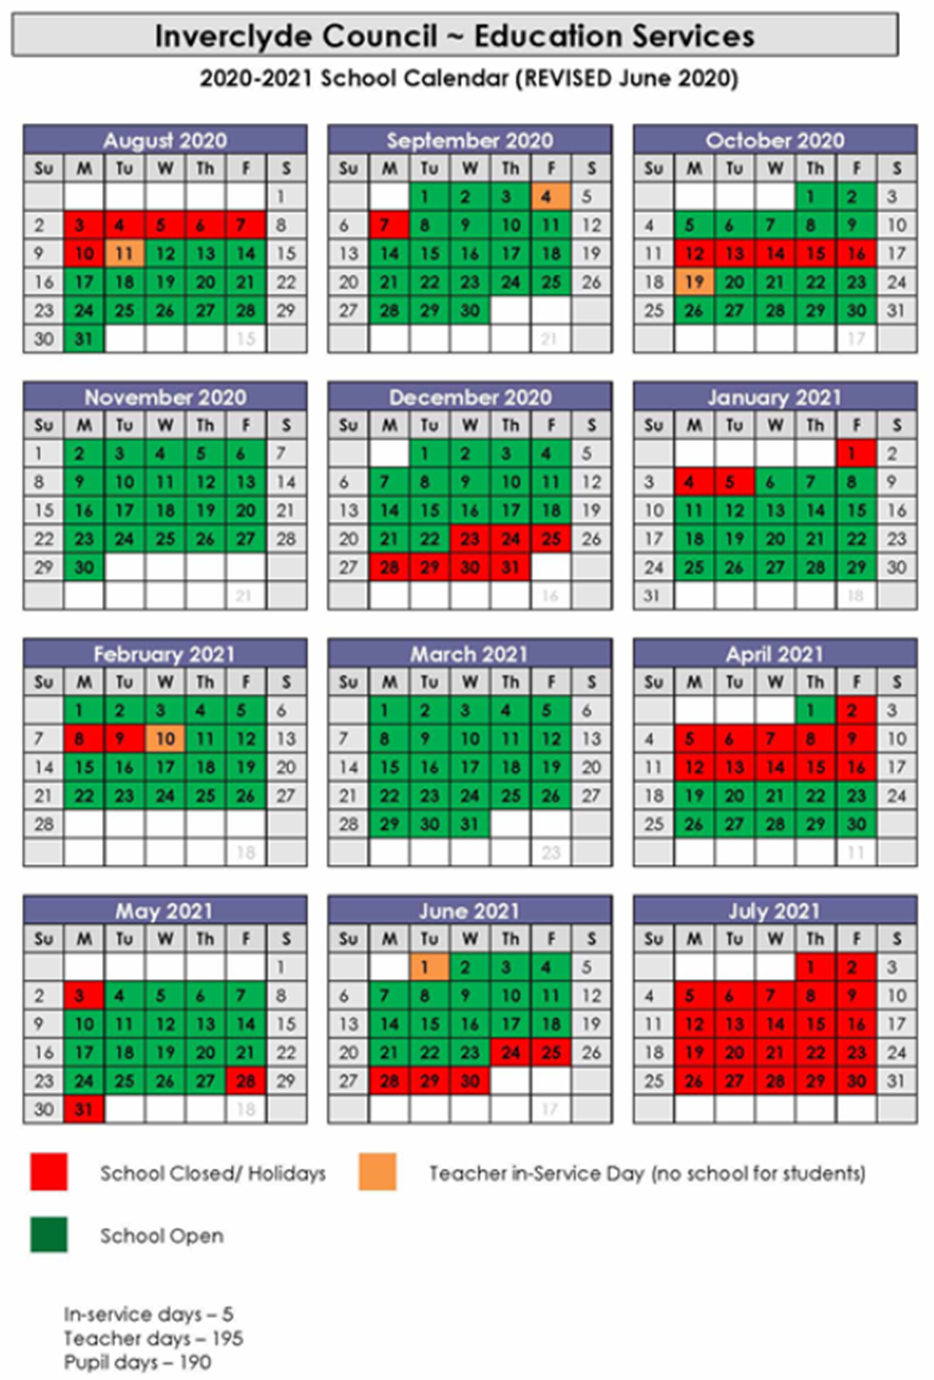 Inverclyde Council ~ Education Services
2020-2021 School Calendar (REVISED June 2020)
August 2020
Su M Tu W Th F S
1
2 3 4 5 6 7 8
9 10 11 12 13 14 15
16 17 18 19 20 21 22
23 24 25 26 27 28 29
30 31 15
September 2020
Su M Tu W Th F S
1 2 3 4 5
6 7 8 9 10 11 12
13 14 15 16 17 18 19
20 21 22 23 24 25 26
27 28 29 30
21
October 2020
Su M Tu W Th F S
1 2 3
4 5 6 7 8 9 10
11 12 13 14 15 16 17
18 19 20 21 22 23 24
25 26 27 28 29 30 31
17
November 2020
Su M Tu W Th F S
1 2 3 4 5 6 7
8 9 10 11 12 13 14
15 16 17 18 19 20 21
22 23 24 25 26 27 28
29 30
21
December 2020
Su M Tu W Th F S
1 2 3 4 5
6 7 8 9 10 11 12
13 14 15 16 17 18 19
20 21 22 23 24 25 26
27 28 29 30 31
16
January 2021
Su M Tu W Th F S
1 2
3 4 5 6 7 8 9
10 11 12 13 14 15 16
17 18 19 20 21 22 23
24 25 26 27 28 29 30
31 18
February 2021
Su M Tu W Th F S
1 2 3 4 5 6
7 8 9 10 11 12 13
14 15 16 17 18 19 20
21 22 23 24 25 26 27
28
18
March 2021
Su M Tu W Th F S
1 2 3 4 5 6
7 8 9 10 11 12 13
14 15 16 17 18 19 20
21 22 23 24 25 26 27
28 29 30 31
23
April 2021
Su M Tu W Th F S
1 2 3
4 5 6 7 8 9 10
11 12 13 14 15 16 17
18 19 20 21 22 23 24
25 26 27 28 29 30
11
May 2021
Su M Tu W Th F S
1
2 3 4 5 6 7 8
9 10 11 12 13 14 15
16 17 18 19 20 21 22
23 24 25 26 27 28 29
30 31 18
June 2021
Su M Tu W Th F S
1 2 3 4 5
6 7 8 9 10 11 12
13 14 15 16 17 18 19
20 21 22 23 24 25 26
27 28 29 30
17
July 2021
Su M Tu W Th F S
1 2 3
4 5 6 7 8 9 10
11 12 13 14 15 16 17
18 19 20 21 22 23 24
25 26 27 28 29 30 31
School Closed/ Holidays
Teacher in-Service Day (no school for students)
School Open
In-service days – 5
Teacher days – 195
Pupil days – 190